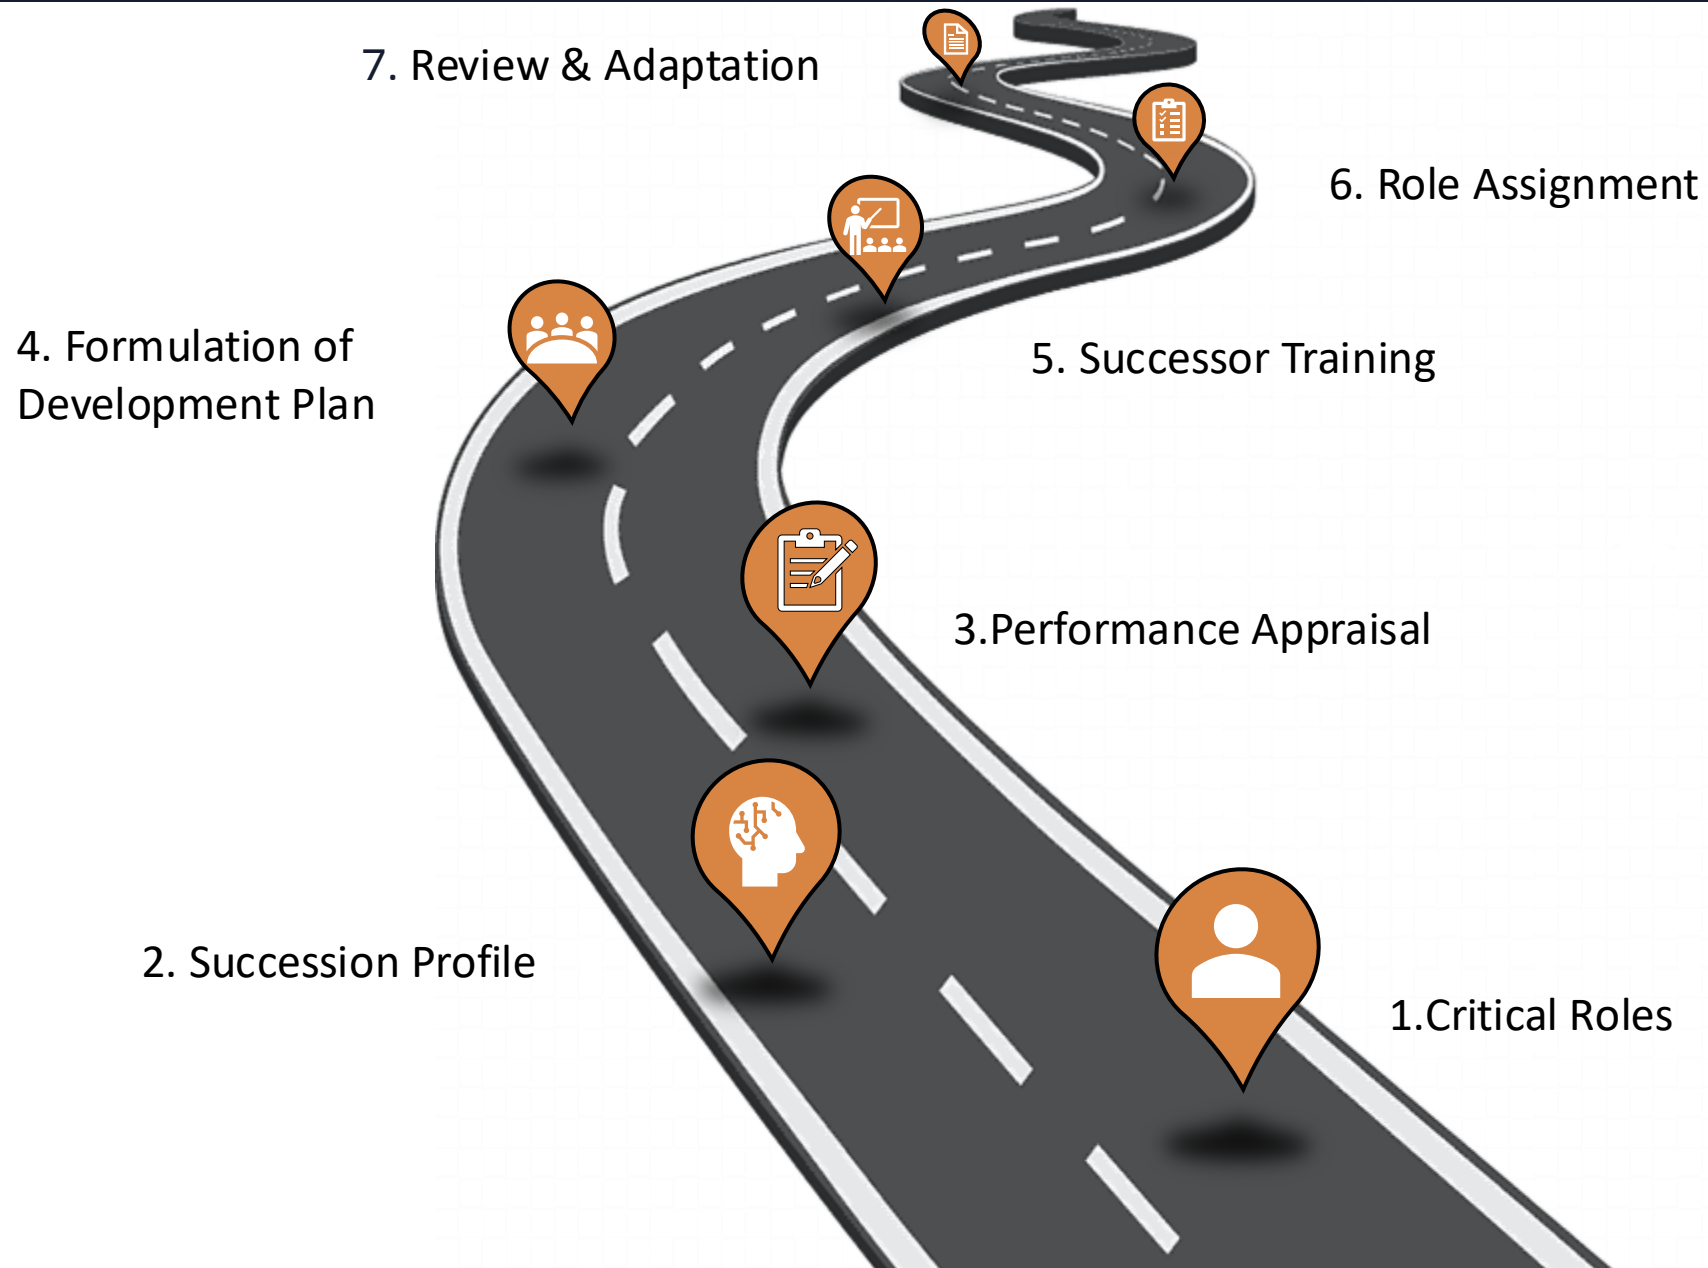 7. Review & Adaptation
6. Role Assignment
4. Formulation of
Development Plan
5. Successor Training
3.Performance Appraisal
2. Succession Profile
1.Critical Roles